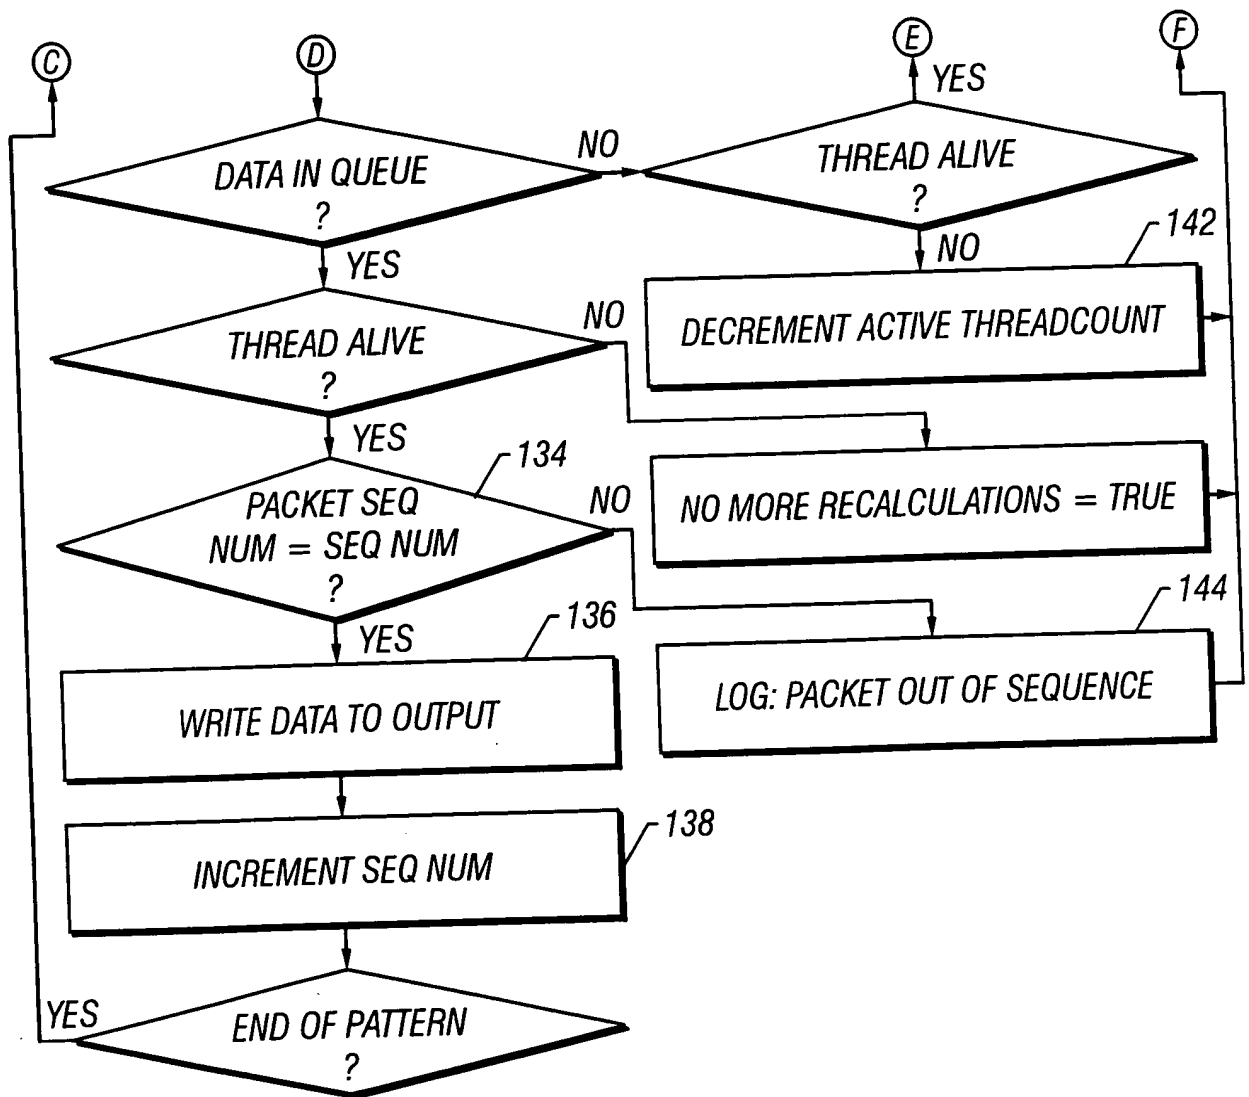 C
D
E
F
YES
DATA IN QUEUE
?
NO
THREAD ALIVE
?
YES
NO
142
DECREMENT ACTIVE THREADCOUNT
THREAD ALIVE
?
NO
YES
134
PACKET SEQ
NUM = SEQ NUM
?
NO
NO MORE RECALCULATIONS = TRUE
YES
136
144
LOG: PACKET OUT OF SEQUENCE
WRITE DATA TO OUTPUT
138
INCREMENT SEQ NUM
YES
END OF PATTERN
?